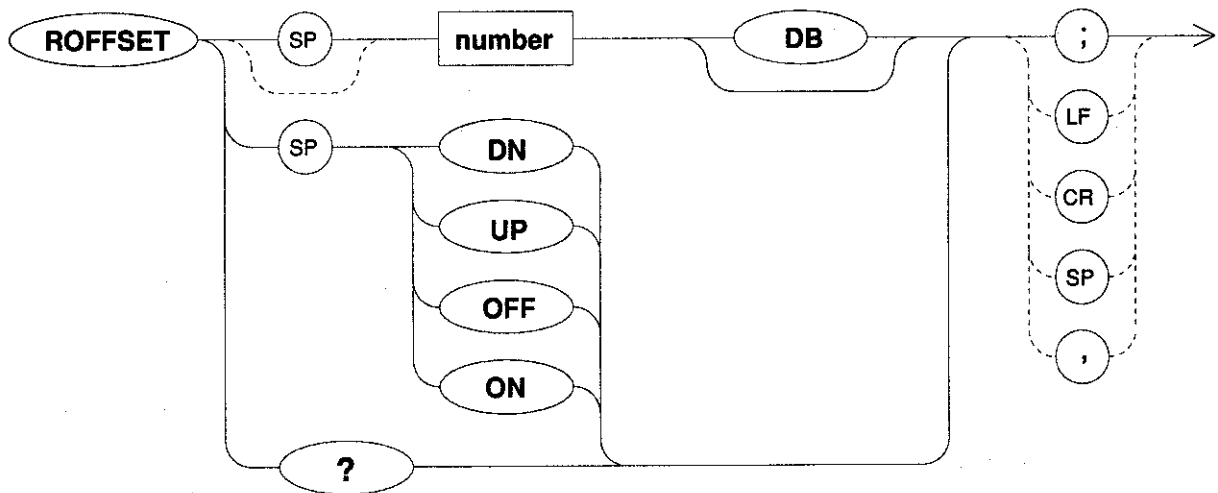 ROFFSET SP number DB ;
LF
SP DN
CR
UP
SP
OFF
,
ON
?